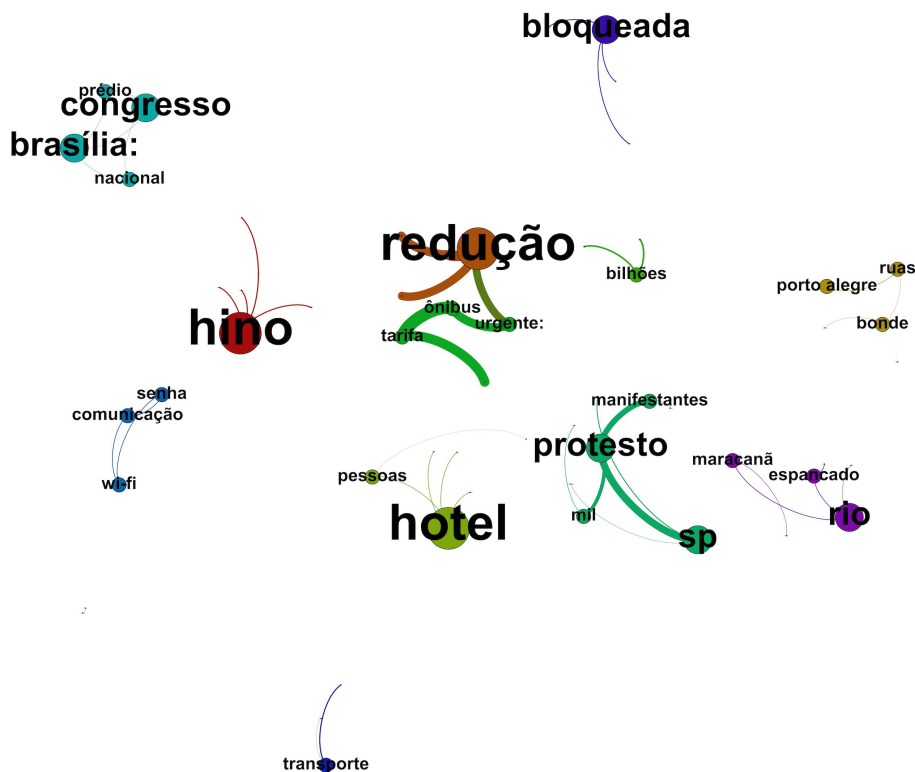 bloqueada
prédio
congresso
brasília:
nacional
redução
bilhões
ruas
porto alegre
ônibus
urgente:
bonde
hino
tarifa
senha
manifestantes
comunicação
protesto
maracanã
pessoas
espancado
wi-fi
mil
rio
hotel
sp
transporte